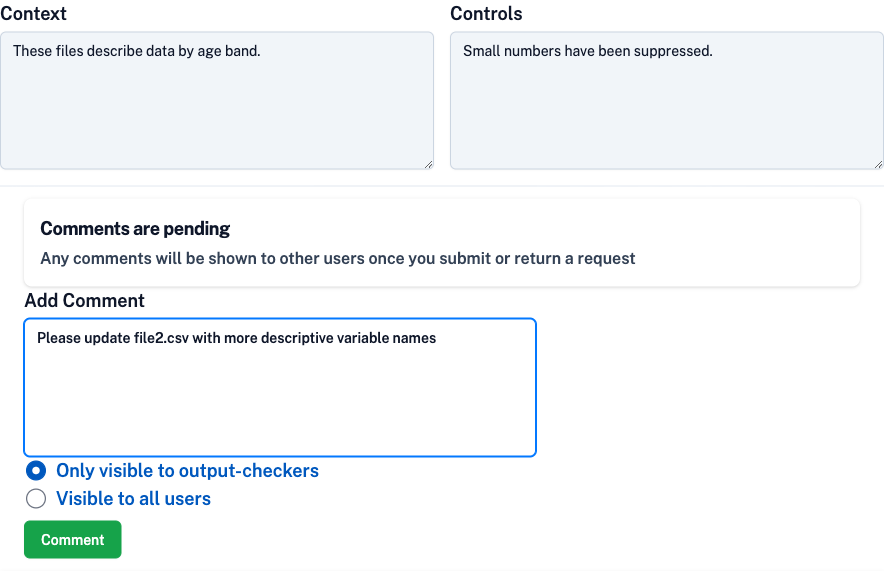 Context
Controls
These files describe data by age band.
Small numbers have been suppressed.
Comments are pending
Any comments will be shown to other users once you submit or return a request
Add Comment
Please update file2.csv with more descriptive variable names
Only visible to output-checkers
Visible to all users
Comment